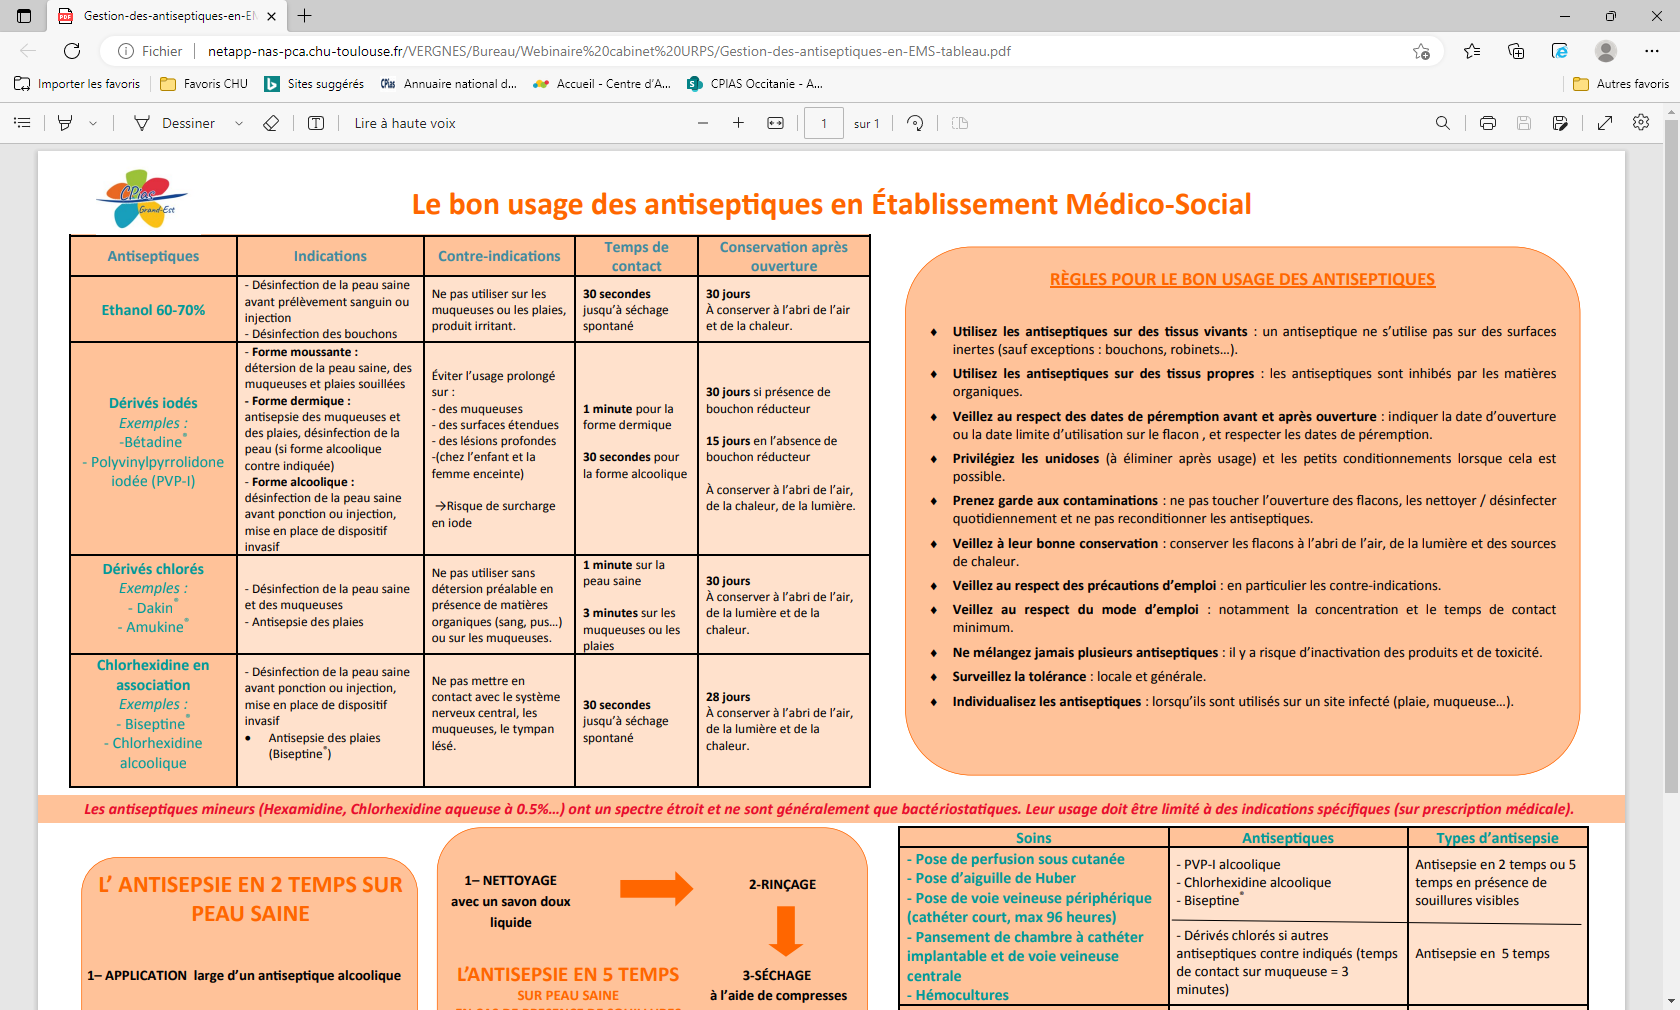 Gestion-des-antiseptiques-en-EM
Fichier
netapp-nas-pca.chu-toulouse.fr/VERGNES/Bureau/Webinaire%20cabinet%20URPS/Gestion-des-antiseptiques-en-EMS-tableau.pdf
Importer les favoris
Favoris CHU
Sites suggérés
Annuaire national d...
Accueil - Centre d'A...
CPIAS Occitanie - A...
Autres favoris
Dessiner
Lire à haute voix
1
sur 1
CPias
Grand-Est
Le bon usage des antiseptiques en Établissement Médico-Social
Antiseptiques
Indications
Contre-indications
Temps de
contact
Conservation après
ouverture
Ethanol 60-70%
- Désinfection de la peau saine
avant prélèvement sanguin ou
injection
- Désinfection des bouchons
Ne pas utiliser sur les
muqueuses ou les plaies,
produit irritant.
30 secondes
jusqu'à séchage
spontané
30 jours
À conserver à l'abri de l'air
et de la chaleur.
Dérivés iodés
Exemples :
-Bétadine®
- Polyvinylpyrrolidone
iodée (PVP-I)
- Forme moussante :
détersion de la peau saine, des
muqueuses et plaies souillées
- Forme dermique :
antisepsie des muqueuses et
des plaies, désinfection de la
peau (si forme alcoolique
contre indiquée)
- Forme alcoolique :
désinfection de la peau saine
avant ponction ou injection,
mise en place de dispositif
invasif
Éviter l'usage prolongé
sur :
- des muqueuses
- des surfaces étendues
- des lésions profondes
-(chez l'enfant et la
femme enceinte)
→Risque de surcharge
en iode
1 minute pour la
forme dermique
30 secondes pour
la forme alcoolique
30 jours si présence de
bouchon réducteur
15 jours en l'absence de
bouchon réducteur
À conserver à l'abri de l'air,
de la chaleur, de la lumière.
Dérivés chlorés
Exemples :
- Dakin®
- Amukine®
- Désinfection de la peau saine
et des muqueuses
- Antisepsie des plaies
Ne pas utiliser sans
détersion préalable en
présence de matières
organiques (sang, pus...)
ou sur les muqueuses.
1 minute sur la
peau saine
3 minutes sur les
muqueuses ou les
plaies
30 jours
À conserver à l'abri de l'air,
de la lumière et de la
chaleur.
Chlorhexidine en
association
Exemples :
- Biseptine®
- Chlorhexidine
alcoolique
- Désinfection de la peau saine
avant ponction ou injection,
mise en place de dispositif
invasif
• Antisepsie des plaies
(Biseptine®)
Ne pas mettre en
contact avec le système
nerveux central, les
muqueuses, le tympan
lésé.
30 secondes
jusqu'à séchage
spontané
28 jours
À conserver à l'abri de l'air,
de la lumière et de la
chaleur.
RÈGLES POUR LE BON USAGE DES ANTISEPTIQUES
♦ Utilisez les antiseptiques sur des tissus vivants : un antiseptique ne s'utilise pas sur des surfaces
inertes (sauf exceptions : bouchons, robinets...).
♦ Utilisez les antiseptiques sur des tissus propres : les antiseptiques sont inhibés par les matières
organiques.
♦ Veillez au respect des dates de péremption avant et après ouverture : indiquer la date d'ouverture
ou la date limite d'utilisation sur le flacon , et respecter les dates de péremption.
♦ Privilégiez les unidoses (à éliminer après usage) et les petits conditionnements lorsque cela est
possible.
♦ Prenez garde aux contaminations : ne pas toucher l'ouverture des flacons, les nettoyer / désinfecter
quotidiennement et ne pas reconditionner les antiseptiques.
♦ Veillez à leur bonne conservation : conserver les flacons à l'abri de l'air, de la lumière et des sources
de chaleur.
♦ Veillez au respect des précautions d'emploi : en particulier les contre-indications.
♦ Veillez au respect du mode d'emploi : notamment la concentration et le temps de contact
minimum.
♦ Ne mélangez jamais plusieurs antiseptiques : il y a risque d'inactivation des produits et de toxicité.
♦ Surveillez la tolérance : locale et générale.
♦ Individualisez les antiseptiques : lorsqu'ils sont utilisés sur un site infecté (plaie, muqueuse...).
Les antiseptiques mineurs (Hexamidine, Chlorhexidine aqueuse à 0.5%...) ont un spectre étroit et ne sont généralement que bactériostatiques. Leur usage doit être limité à des indications spécifiques (sur prescription médicale).
L' ANTISEPSIE EN 2 TEMPS SUR
PEAU SAINE
1– APPLICATION large d'un antiseptique alcoolique
1– NETTOYAGE
avec un savon doux
liquide
2-RINÇAGE
L'ANTISEPSIE EN 5 TEMPS
SUR PEAU SAINE
3-SÉCHAGE
à l'aide de compresses
Soins
Antiseptiques
Types d'antisepsie
- Pose de perfusion sous cutanée
- Pose d'aiguille de Huber
- Pose de voie veineuse périphérique
(cathéter court, max 96 heures)
- Pansement de chambre à cathéter
implantable et de voie veineuse
centrale
- Hémocultures
- PVP-I alcoolique
- Chlorhexidine alcoolique
- Biseptine®
- Dérivés chlorés si autres
antiseptiques contre indiqués (temps
de contact sur muqueuse = 3
minutes)
Antisepsie en 2 temps ou 5
temps en présence de
souillures visibles
Antisepsie en 5 temps